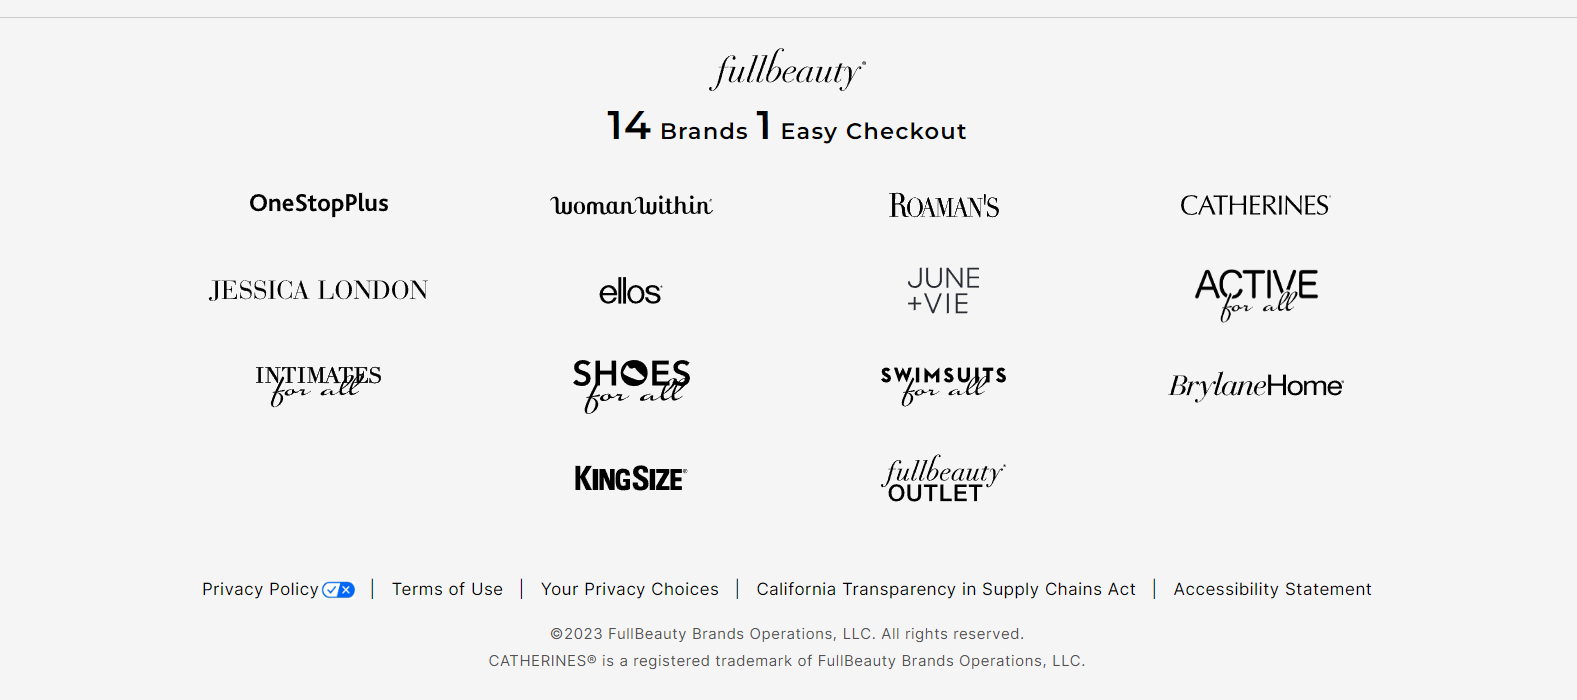 fullbeauty®
14 Brands 1 Easy Checkout
OneStopPlus
woman within®
ROAMAN'S
CATHERINES®
JESSICA LONDON
ellos®
JUNE
+VIE
ACTIVE
for all
INTIMATES
for all
SHOES
for all
SWIMSUITS
for all
BrylaneHome®
KINGSIZE®
fullbeauty®
OUTLET
Privacy Policy | Terms of Use | Your Privacy Choices | California Transparency in Supply Chains Act | Accessibility Statement
©2023 FullBeauty Brands Operations, LLC. All rights reserved.
CATHERINES® is a registered trademark of FullBeauty Brands Operations, LLC.